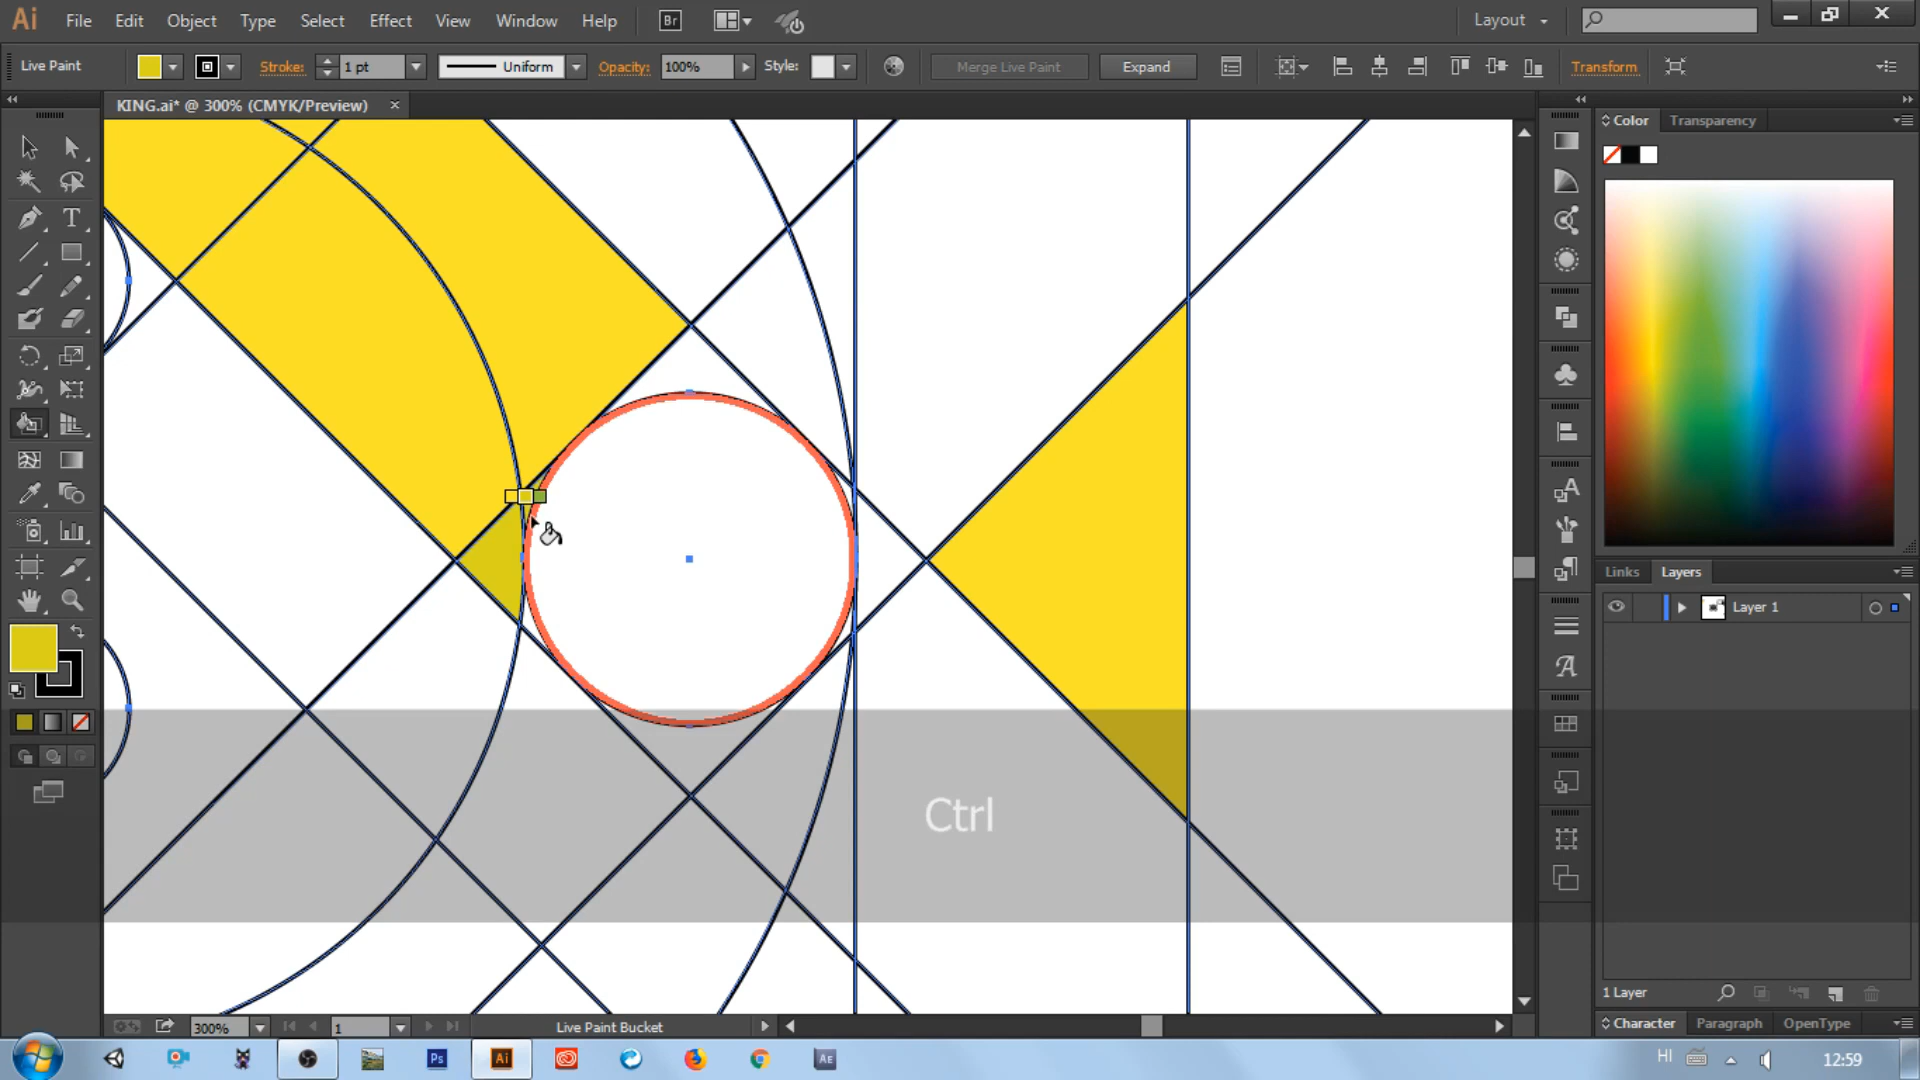 Ai File Edit Object Type Select Effect View Window Help Br Layout
Live Paint Stroke: 1 pt Uniform Opacity: 100% Style: Merge Live Paint Expand Transform
KING.ai* @ 300% (CMYK/Preview)
Color Transparency
Links Layers
Layer 1
Ctrl
1 Layer
300% 1 Live Paint Bucket
Character Paragraph OpenType
Ps Ai AE HI 12:59